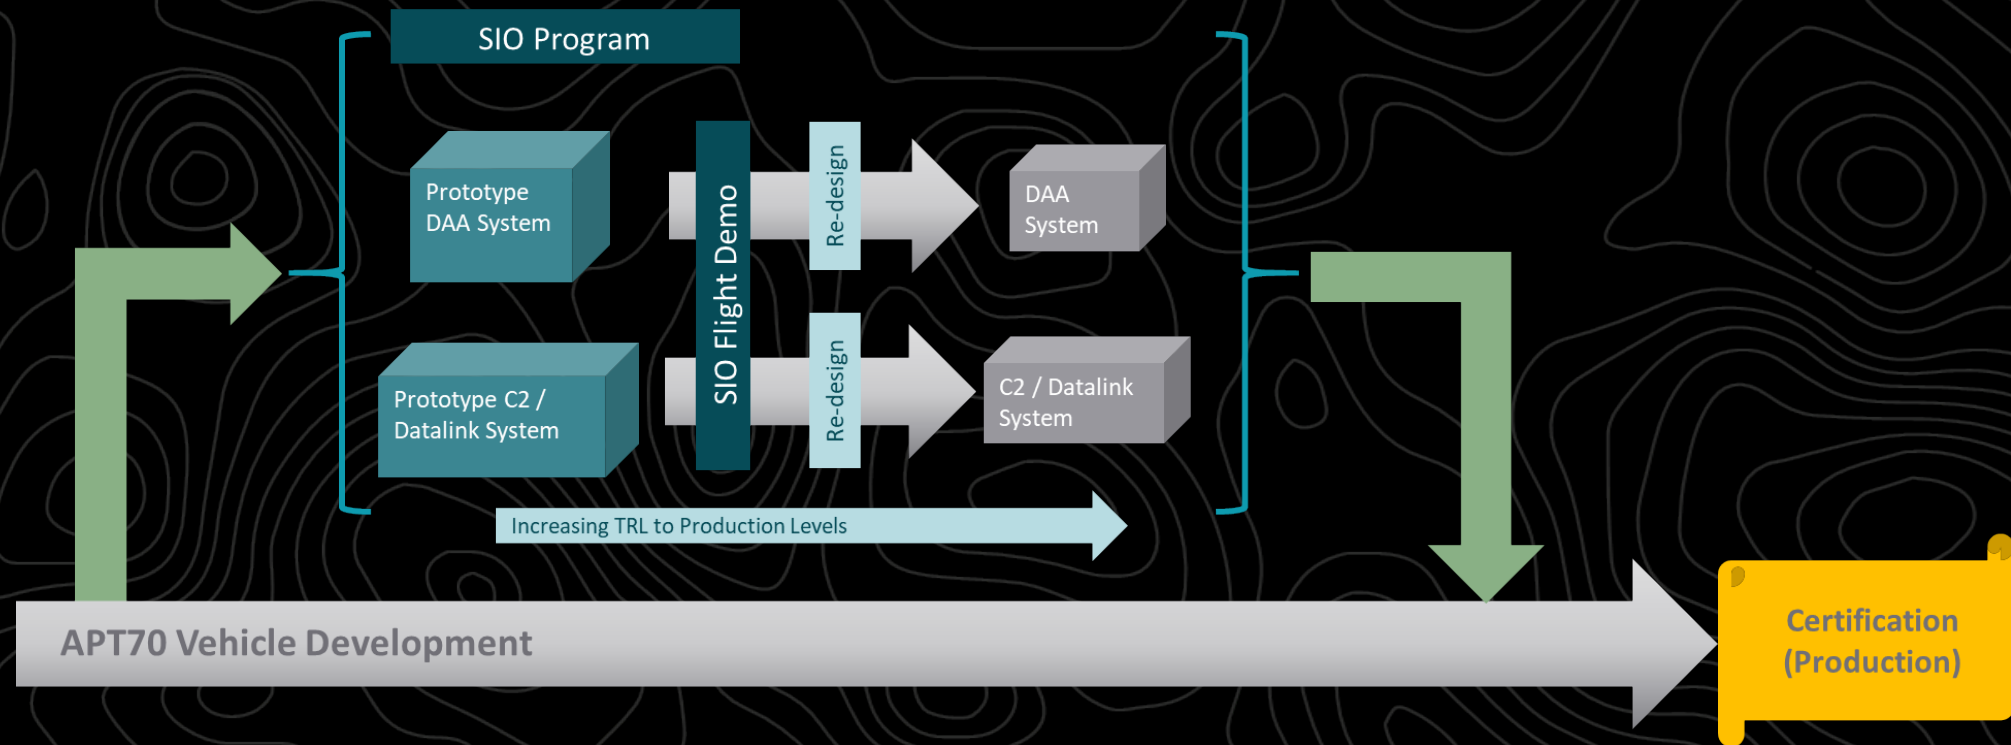 SIO Program
Prototype
DAA System
SIO Flight Demo
Re-design
DAA
System
Prototype C2 /
Datalink System
Re-design
C2 / Datalink
System
Increasing TRL to Production Levels
APT70 Vehicle Development
Certification
(Production)